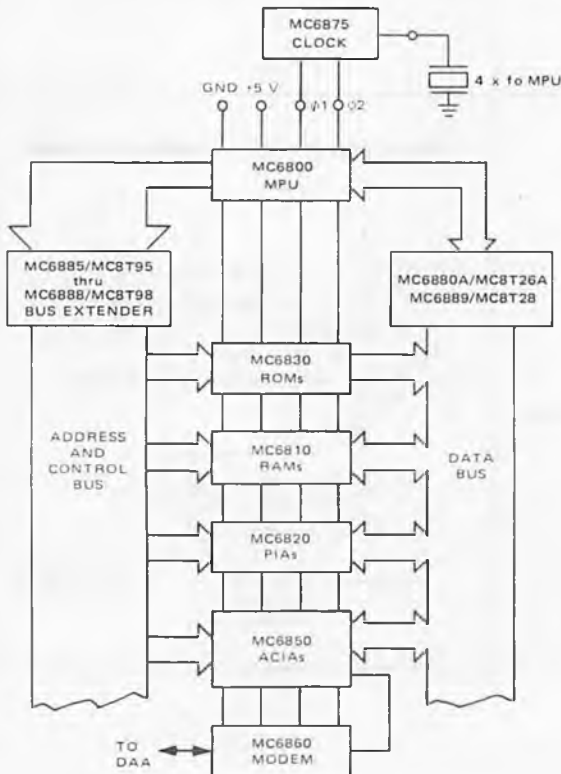 MC6875
CLOCK
4 x fo MPU
GND +5 V ϕ1 ϕ2
MC6800
MPU
MC6885/MC8T95
thru
MC6888/MC8T98
BUS EXTENDER
MC6880A/MC8T26A
MC6889/MC8T28
MC6830
ROMs
ADDRESS
AND
CONTROL
BUS
MC6810
RAMs
DATA
BUS
MC6820
PIAs
MC6850
ACIAs
TO
DAA
MC6860
MODEM